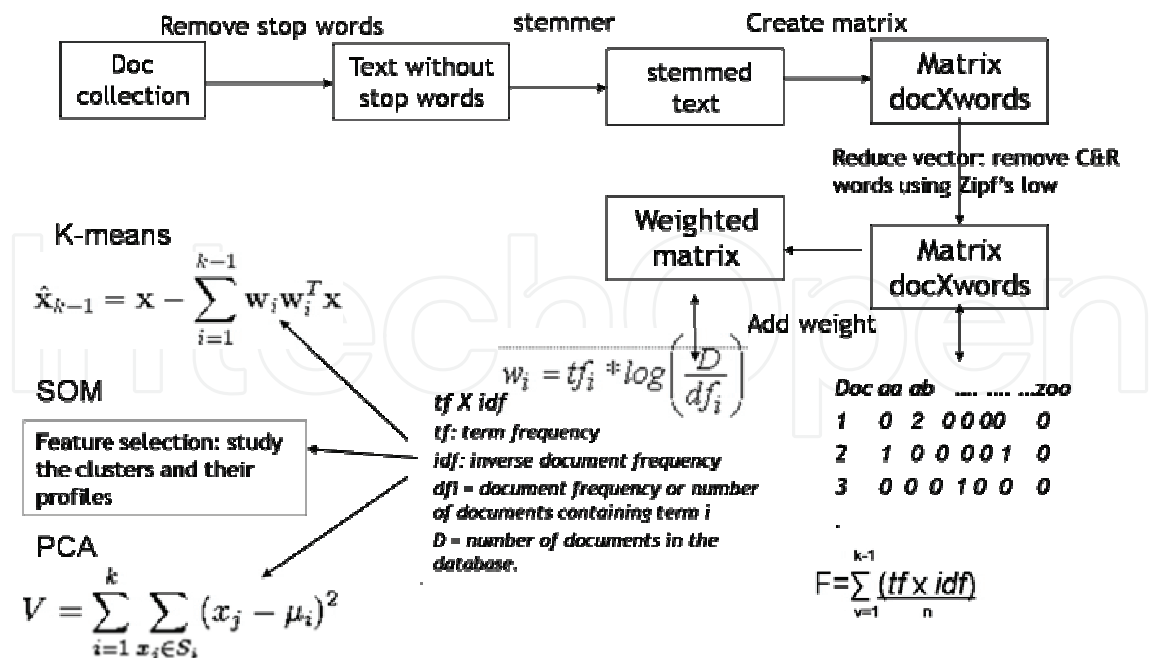 Remove stop words
stemmer
Create matrix
Doc
collection
Text without
stop words
stemmed
text
Matrix
docXwords
Reduce vector: remove C&R
words using Zipf's low
Weighted
matrix
Matrix
docXwords
Add weight
K-means
x̂_{k-1} = x - \sum_{i=1}^{k-1} w_i w_i^T x
SOM
Feature selection: study
the clusters and their
profiles
PCA
V = \sum_{i=1}^{k} \sum_{x_j∈S_i} (x_j - μ_i)^2
w_i = tf_i * log(D/df_i)
tf X idf
tf: term frequency
idf: inverse document frequency
dfi = document frequency or number
of documents containing term i
D = number of documents in the
database.
Doc aa ab ..... .... ....zoo
1 0 2 0 0 0 0 0
2 1 0 0 0 0 1 0
3 0 0 0 1 0 0 0
.
F=\sum_{v=1}^{k-1} (tf x idf)/n
IntechOpen